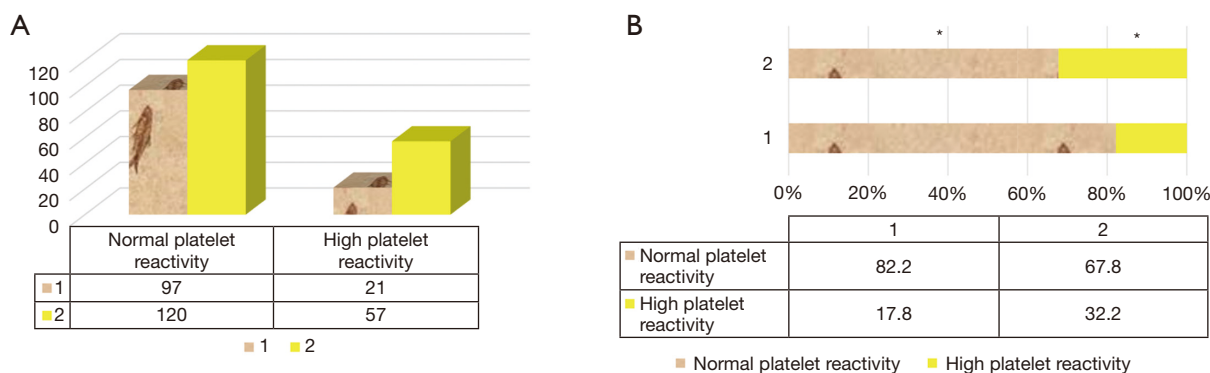 A
120
100
80
60
40
20
0
Normal platelet
reactivity
High platelet
reactivity
1 97 21
2 120 57
1 2
B
* *
2
1
0% 20% 40% 60% 80% 100%
1 2
Normal platelet
reactivity
82.2 67.8
High platelet
reactivity
17.8 32.2
Normal platelet reactivity High platelet reactivity